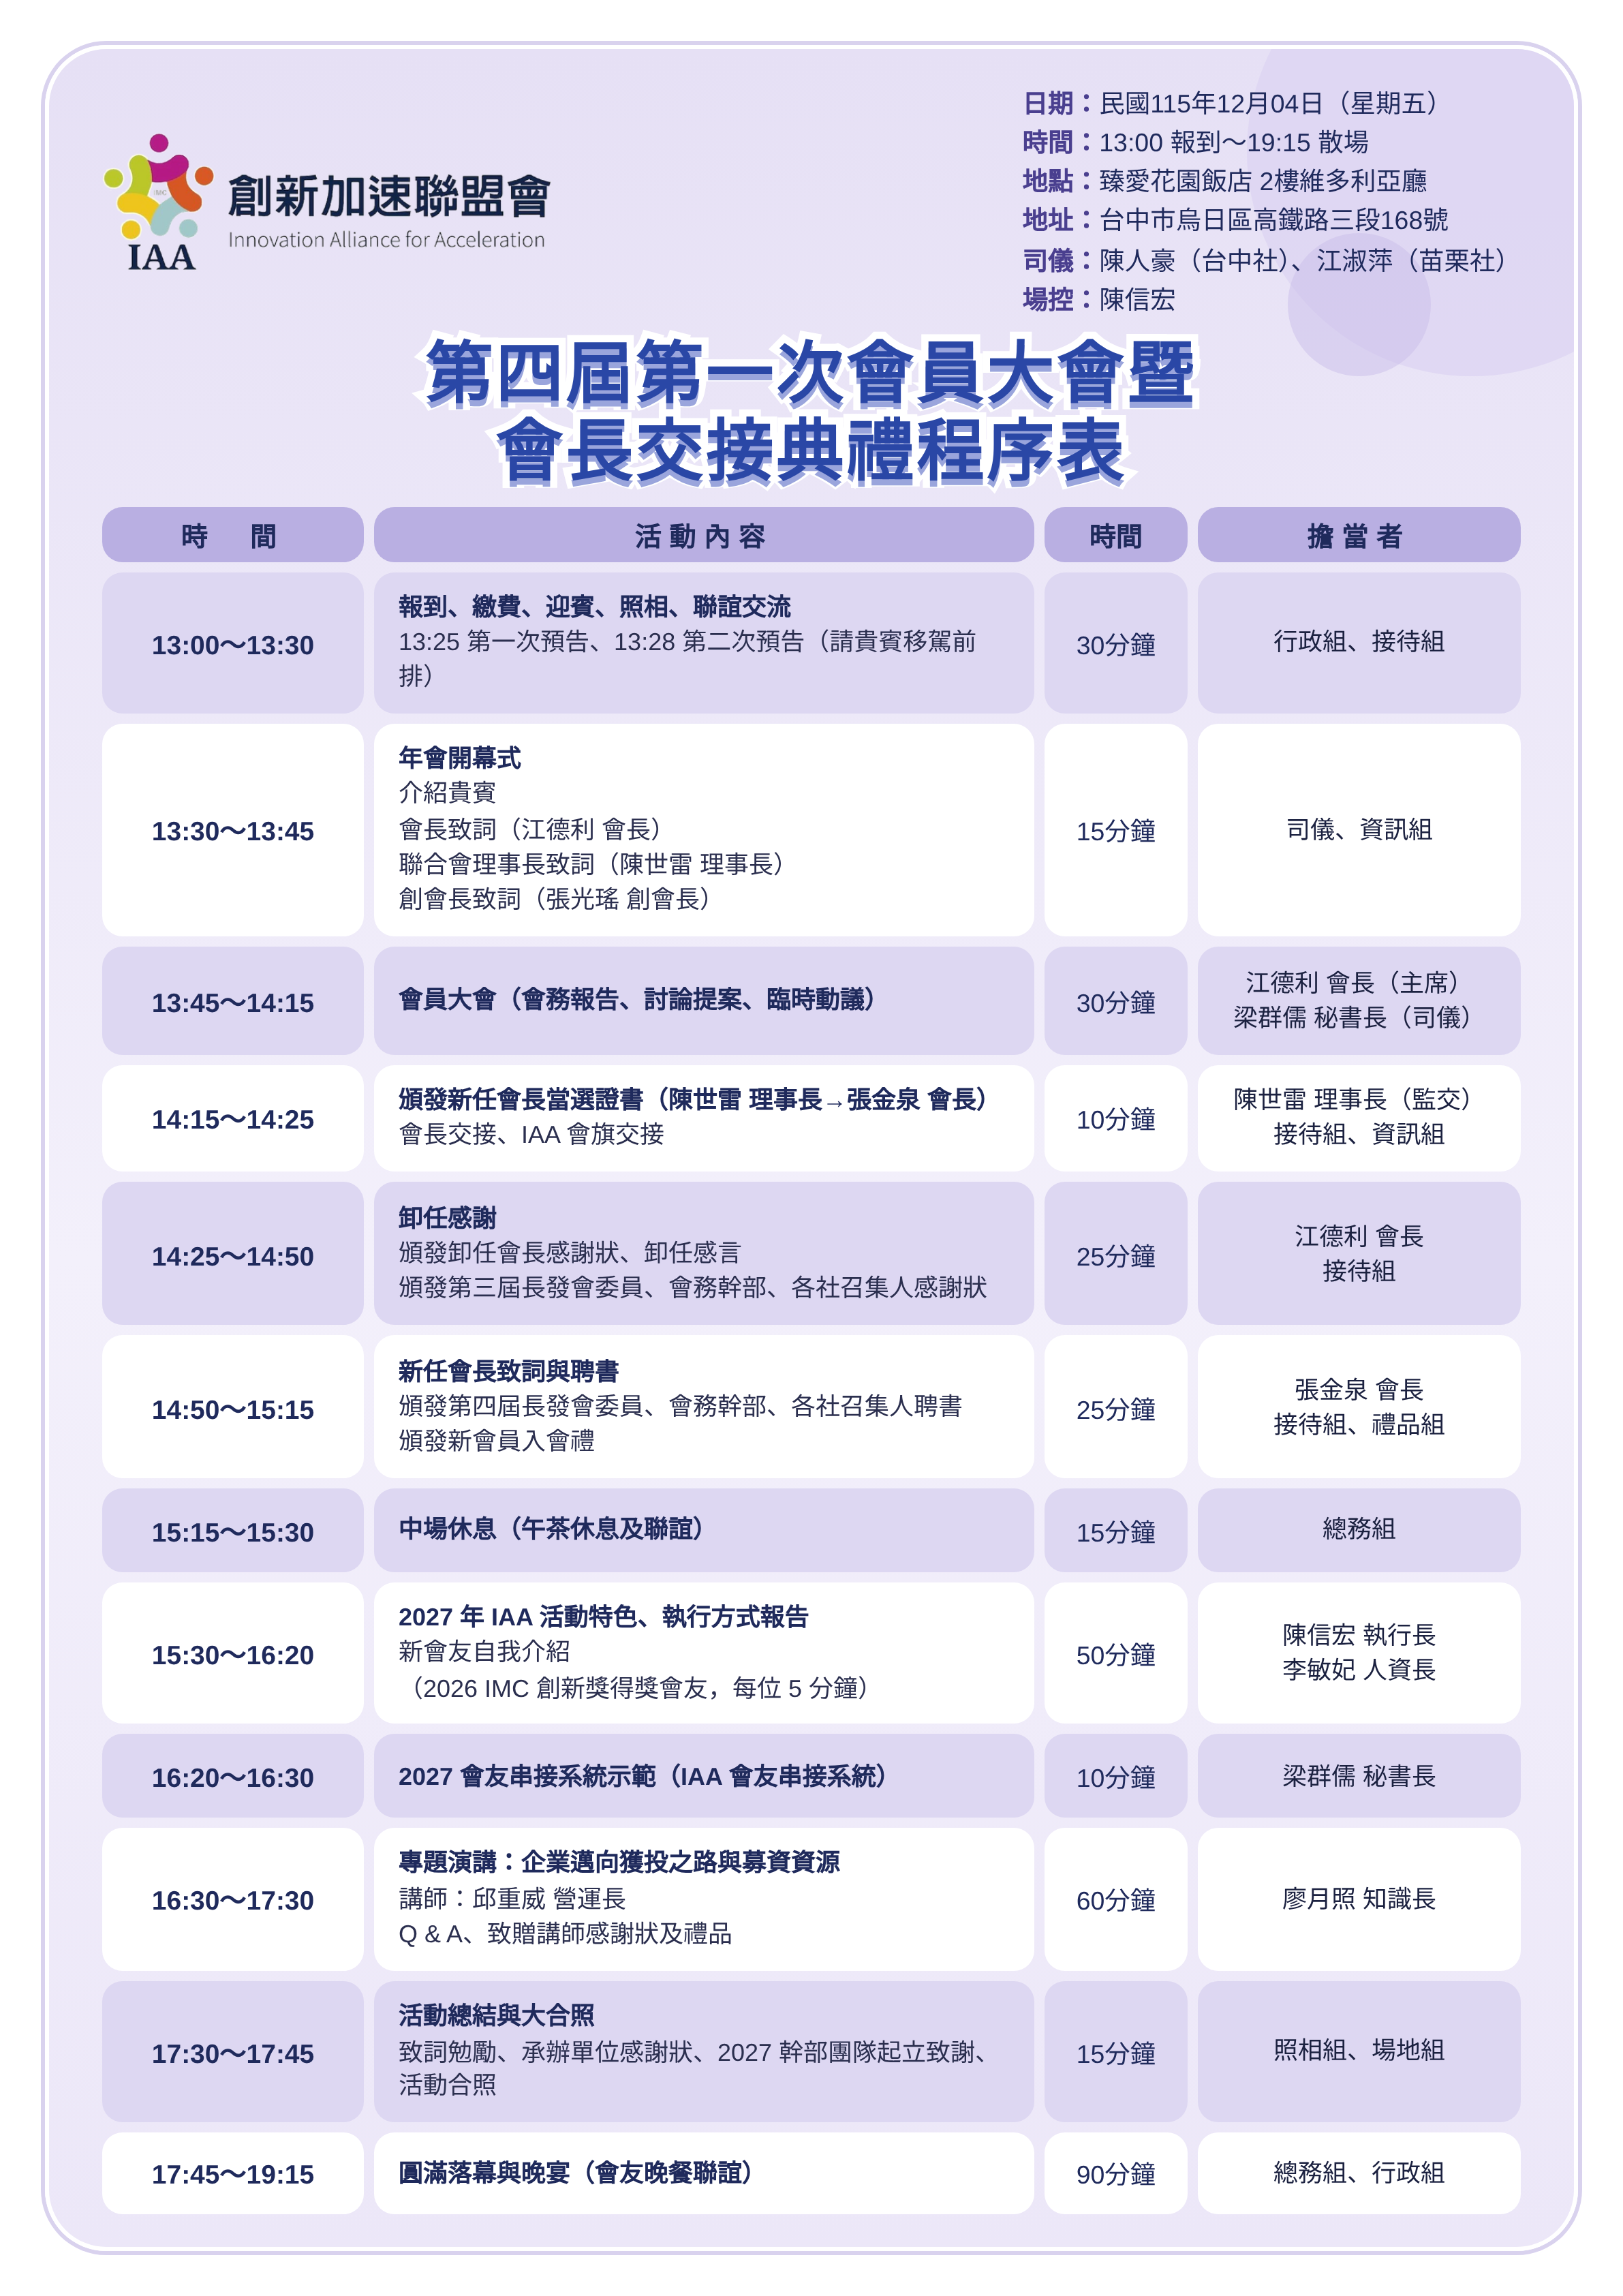 日期：民國115年12月04日（星期五）
時間：13:00 報到～19:15 散場
地點：臻愛花園飯店 2樓維多利亞廳
地址：台中市烏日區高鐵路三段168號
司儀：陳人豪（台中社）、江淑萍（苗栗社）
場控：陳信宏
創新加速聯盟會
Innovation Alliance for Acceleration
IMC
IAA
第四屆第一次會員大會暨
會長交接典禮程序表
時 間 活動內容 時間 擔當者
13:00～13:30
報到、繳費、迎賓、照相、聯誼交流
13:25 第一次預告、13:28 第二次預告（請貴賓移駕前
排）
30分鐘
行政組、接待組
13:30～13:45
年會開幕式
介紹貴賓
會長致詞（江德利 會長）
聯合會理事長致詞（陳世雷 理事長）
創會長致詞（張光瑤 創會長）
15分鐘
司儀、資訊組
13:45～14:15
會員大會（會務報告、討論提案、臨時動議）
30分鐘
江德利 會長（主席）
梁群儒 秘書長（司儀）
14:15～14:25
頒發新任會長當選證書（陳世雷 理事長→張金泉 會長）
會長交接、IAA 會旗交接
10分鐘
陳世雷 理事長（監交）
接待組、資訊組
14:25～14:50
卸任感謝
頒發卸任會長感謝狀、卸任感言
頒發第三屆長發會委員、會務幹部、各社召集人感謝狀
25分鐘
江德利 會長
接待組
14:50～15:15
新任會長致詞與聘書
頒發第四屆長發會委員、會務幹部、各社召集人聘書
頒發新會員入會禮
25分鐘
張金泉 會長
接待組、禮品組
15:15～15:30
中場休息（午茶休息及聯誼）
15分鐘
總務組
15:30～16:20
2027 年 IAA 活動特色、執行方式報告
新會友自我介紹
（2026 IMC 創新獎得獎會友，每位 5 分鐘）
50分鐘
陳信宏 執行長
李敏妃 人資長
16:20～16:30
2027 會友串接系統示範（IAA 會友串接系統）
10分鐘
梁群儒 秘書長
16:30～17:30
專題演講：企業邁向獲投之路與募資資源
講師：邱重威 營運長
Q & A、致贈講師感謝狀及禮品
60分鐘
廖月照 知識長
17:30～17:45
活動總結與大合照
致詞勉勵、承辦單位感謝狀、2027 幹部團隊起立致謝、
活動合照
15分鐘
照相組、場地組
17:45～19:15
圓滿落幕與晚宴（會友晚餐聯誼）
90分鐘
總務組、行政組